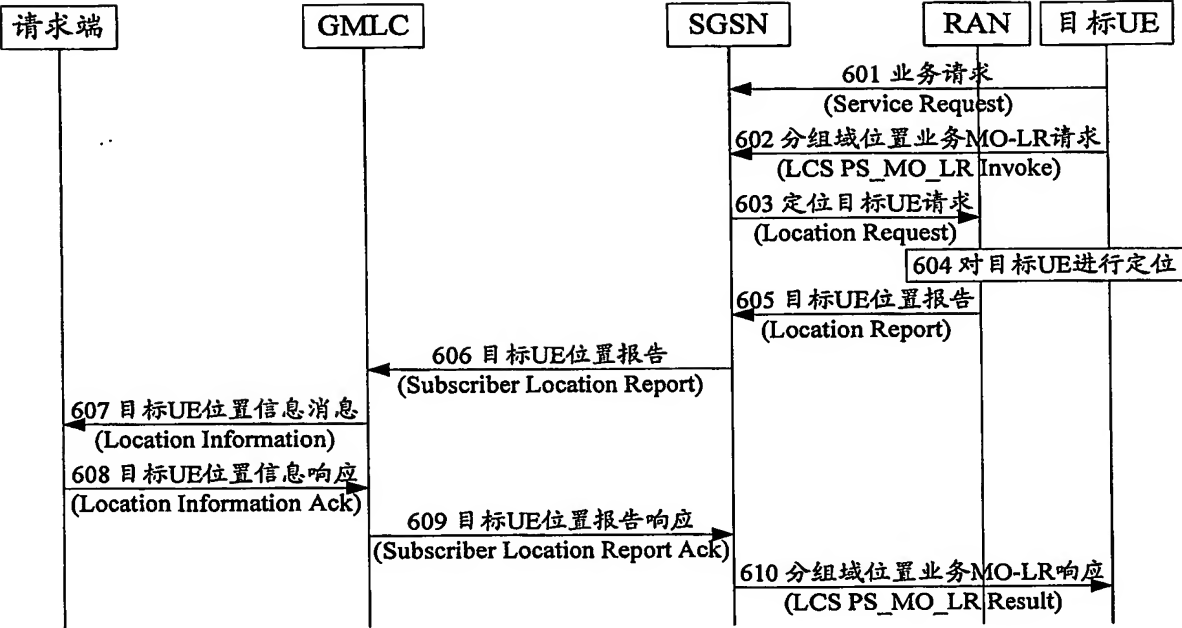 请求端 GMLC SGSN RAN 目标UE
601 业务请求
(Service Request)
602 分组域位置业务MO-LR请求
(LCS PS_MO_LR Invoke)
603 定位目标UE请求
(Location Request)
604 对目标UE进行定位
605 目标UE位置报告
(Location Report)
606 目标UE位置报告
(Subscriber Location Report)
607 目标UE位置信息消息
(Location Information)
608 目标UE位置信息响应
(Location Information Ack)
609 目标UE位置报告响应
(Subscriber Location Report Ack)
610 分组域位置业务MO-LR响应
(LCS PS_MO_LR Result)